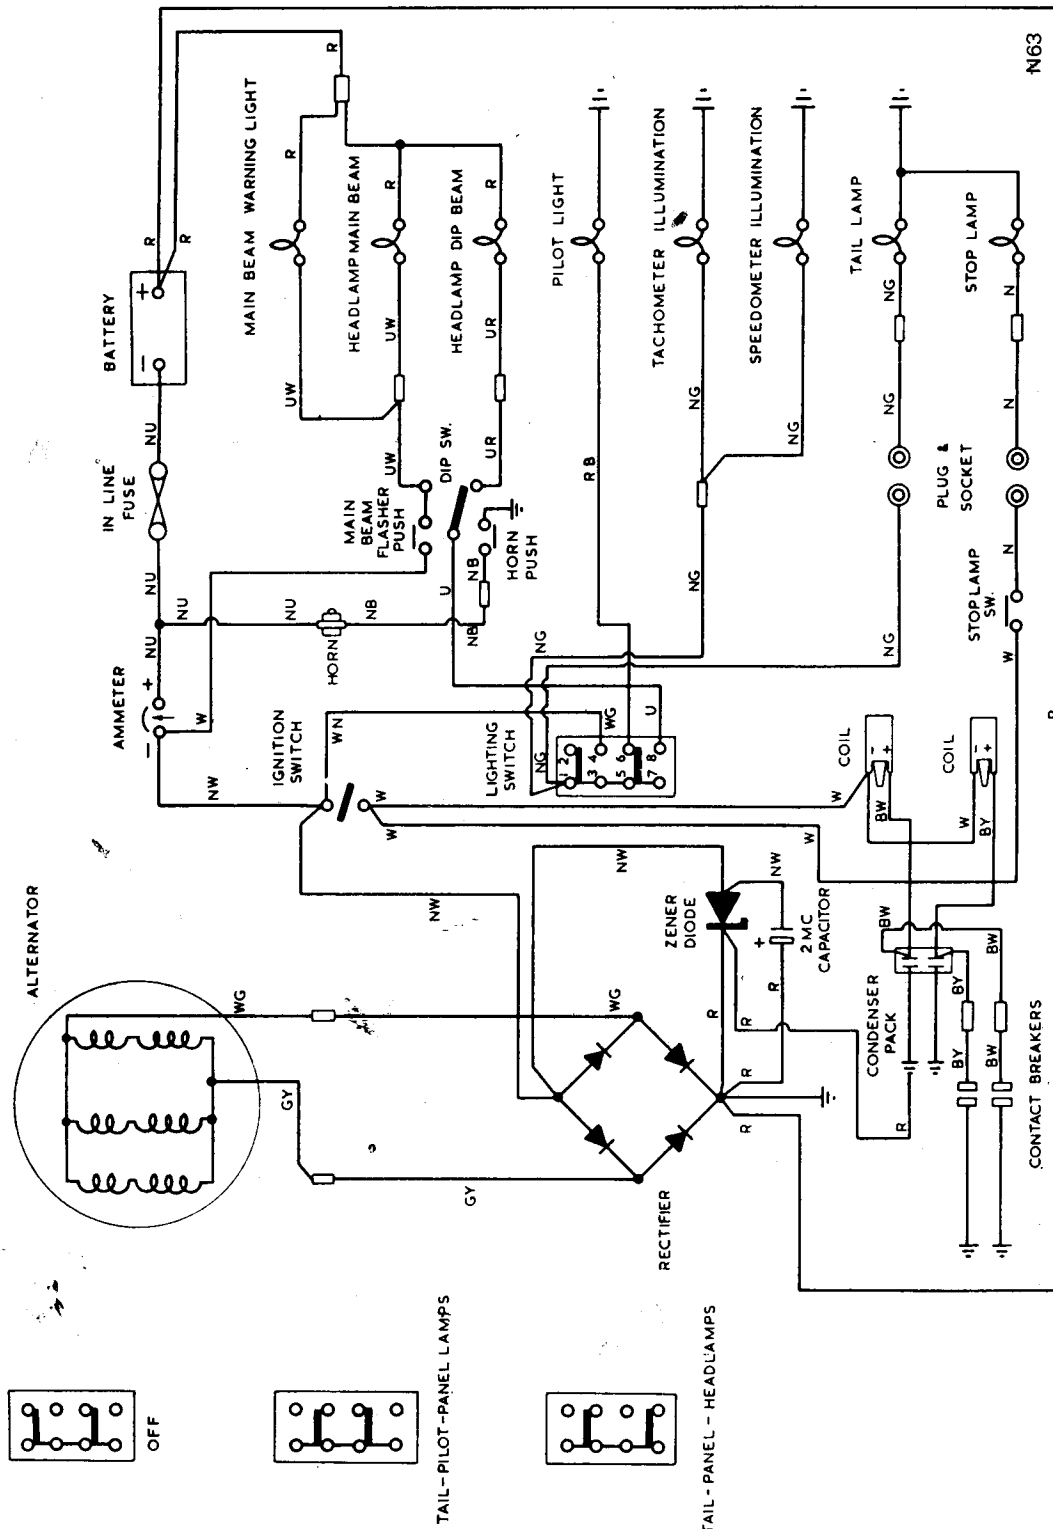 ALTERNATOR
AMMETER
IN LINE
FUSE
BATTERY
OFF
− +
NU
NU
− +
R
NU
R
W
NW
WG
MAIN BEAM WARNING LIGHT
IGNITION
SWITCH
GY
NU
UW
R
R
WN
HORN
MAIN
BEAM
FLASHER
PUSH
HEADLAMP MAIN BEAM
NB
UW
UW
R
NW
TAIL-PILOT-PANEL LAMPS
U
DIP SW.
HEADLAMP DIP BEAM
GY
NB
NB
UR
UR
R
LIGHTING
SWITCH
HORN
PUSH
NG
NG
PILOT LIGHT
1 2
3 4
5 6
7 8
WG
RB
U
WG
NW
RECTIFIER
TACHOMETER ILLUMINATION
ZENER
DIODE
NG
NG
TAIL-PANEL-HEADLAMPS
R
R
R
R
SPEEDOMETER ILLUMINATION
+
NW
R
NG
2 MC
CAPACITOR
W
W
W
COIL
− +
TAIL LAMP
NG
NG
NG
BW
BW
CONDENSER
PACK
R
PLUG &
SOCKET
COIL
− +
W
BY
BY
BY
STOP LAMP
SW.
STOP LAMP
BW
BW
W
N
N
N
CONTACT BREAKERS
N63